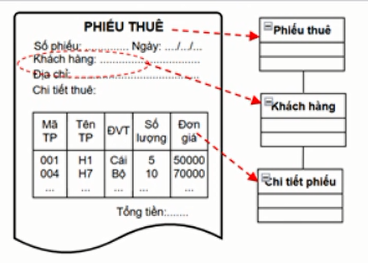 PHIẾU THUÊ
Số phiếu: ............. Ngày: ..../..../....
Khách hàng: ..............................
Địa chỉ: ..............................
Chi tiết thuê:
Mã TP Tên TP ĐVT Số lượng Đơn giá
001 H1 Cái 5 50000
004 H7 Bộ 10 70000
... ... ... ...
Tổng tiền:.......
Phiếu thuê
Khách hàng
Chi tiết phiếu